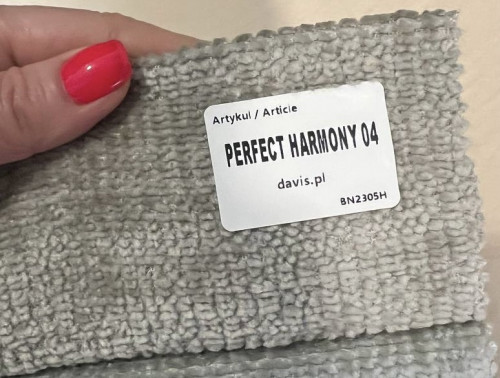 Artykuł / Article
PERFECT HARMONY 04
davis.pl
BN2305H